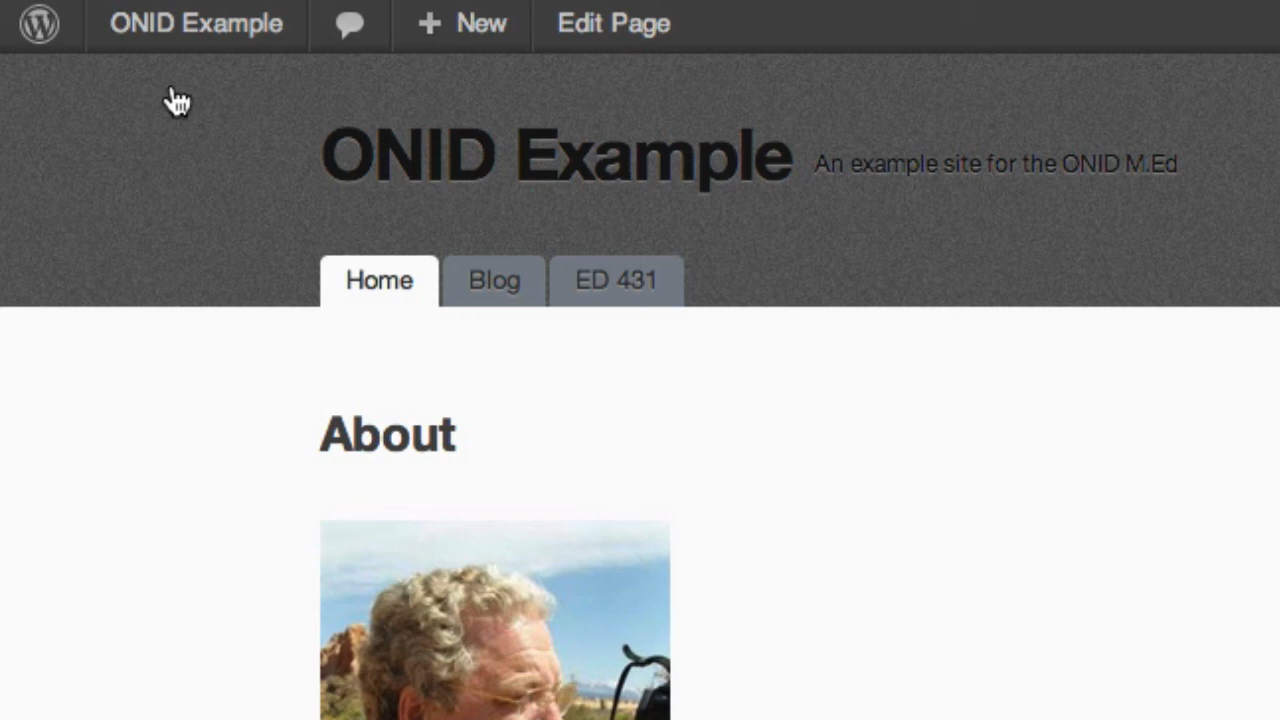 ONID Example New Edit Page
ONID Example An example site for the ONID M.Ed
Home Blog ED 431
About